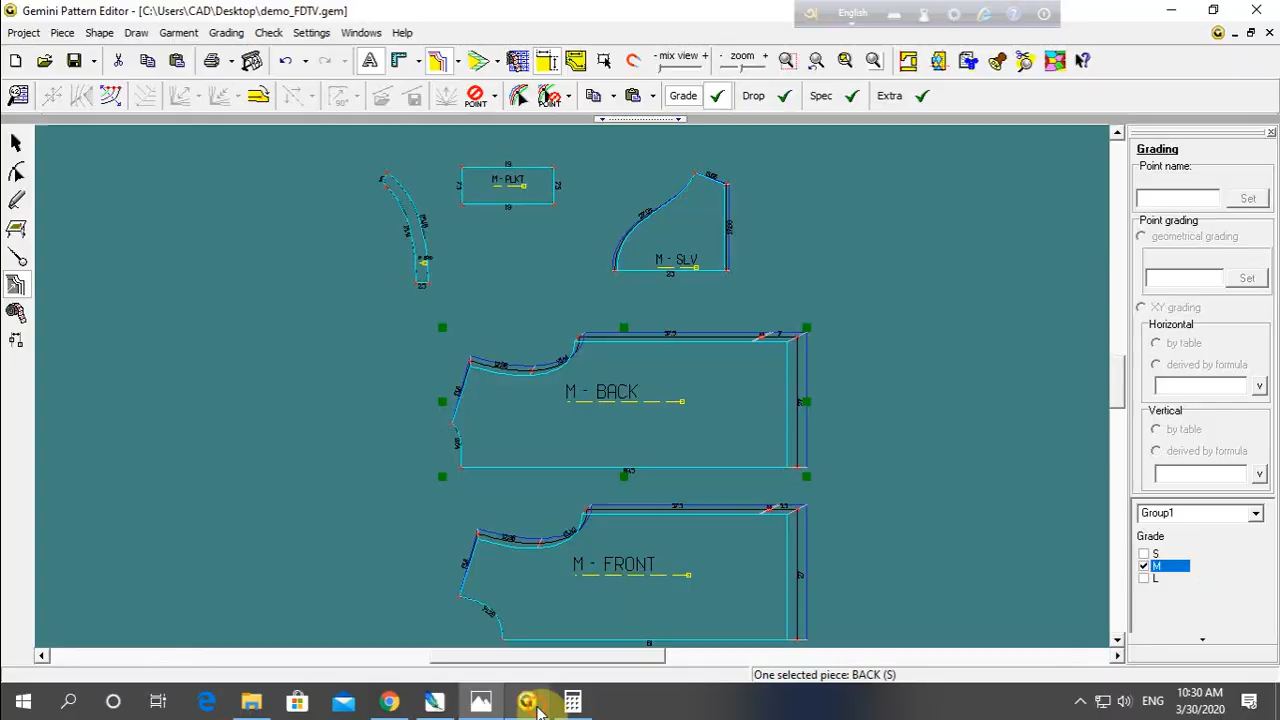 Gemini Pattern Editor - [C:\Users\CAD\Desktop\demo_FDTV.gem]
English
File Piece Shape Draw Garment Grading Check Settings Windows Help
mix view zoom
POINT POINT Grade Drop Spec Extra
Grading
Point name:
Set
Point grading
geometrical grading
Set
XY grading
Horizontal
by table
derived by formula
v
Vertical
by table
derived by formula
v
Group1
Grade
S
M
L
M - PLKT
M - SLV
M - BACK
M - FRONT
One selected piece: BACK (S)
ENG
10:30 AM
3/30/2020